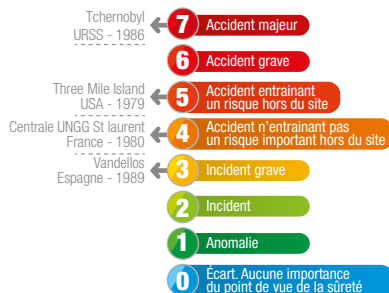 Tchernobyl
URSS - 1986
7 Accident majeur
6 Accident grave
Three Mile Island
USA - 1979
5 Accident entrainant
un risque hors du site
Centrale UNGG St laurent
France - 1980
4 Accident n'entrainant pas
un risque important hors du site
Vandellos
Espagne - 1989
3 Incident grave
2 Incident
1 Anomalie
0 Écart. Aucune importance
du point de vue de la sûreté